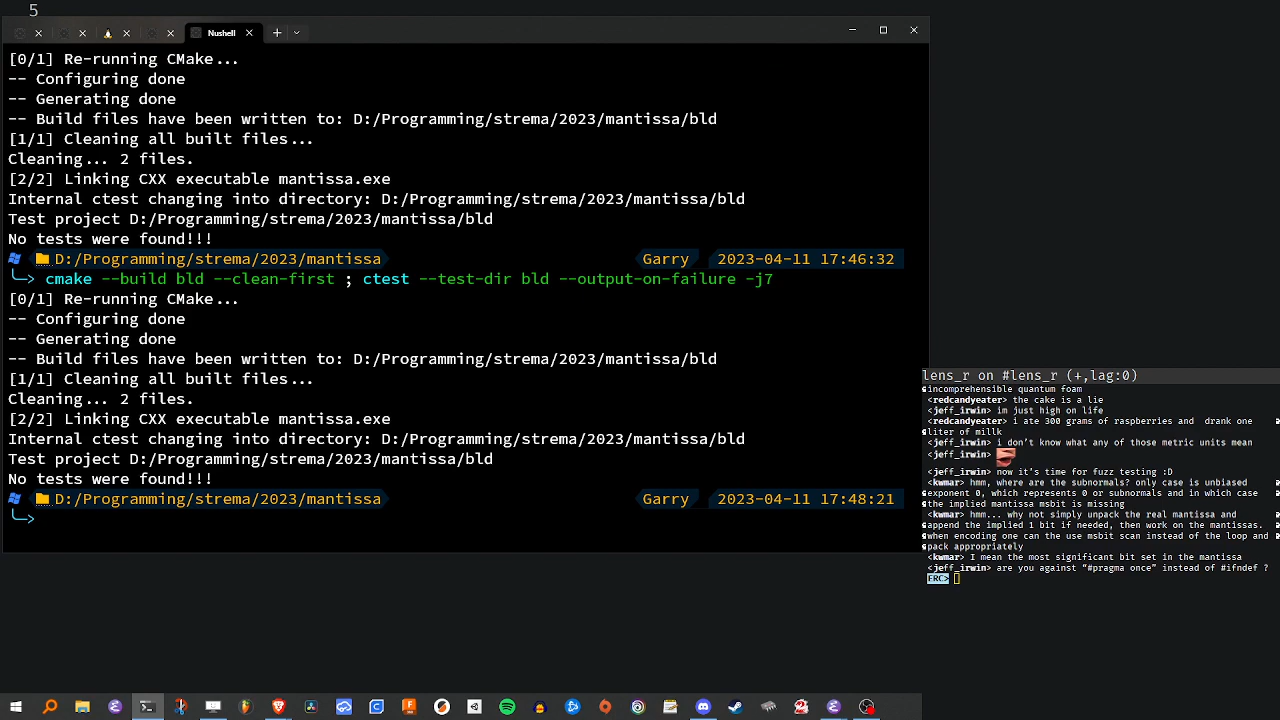 5
Nushell
[0/1] Re-running CMake...
-- Configuring done
-- Generating done
-- Build files have been written to: D:/Programming/strema/2023/mantissa/bld
[1/1] Cleaning all built files...
Cleaning... 2 files.
[2/2] Linking CXX executable mantissa.exe
Internal ctest changing into directory: D:/Programming/strema/2023/mantissa/bld
Test project D:/Programming/strema/2023/mantissa/bld
No tests were found!!!
D:/Programming/strema/2023/mantissa Garry 2023-04-11 17:46:32
cmake --build bld --clean-first ; ctest --test-dir bld --output-on-failure -j7
[0/1] Re-running CMake...
-- Configuring done
-- Generating done
-- Build files have been written to: D:/Programming/strema/2023/mantissa/bld
[1/1] Cleaning all built files...
Cleaning... 2 files.
[2/2] Linking CXX executable mantissa.exe
Internal ctest changing into directory: D:/Programming/strema/2023/mantissa/bld
Test project D:/Programming/strema/2023/mantissa/bld
No tests were found!!!
D:/Programming/strema/2023/mantissa Garry 2023-04-11 17:48:21
lens_r on #lens_r (+,lag:0)
incomprehensible quantum foam
<redcandyeater> the cake is a lie
<jeff_irwin> im just high on life
<redcandyeater> i ate 300 grams of raspberries and drank one
liter of millk
<jeff_irwin> i don't know what any of those metric units mean
<jeff_irwin>
<jeff_irwin> now it's time for fuzz testing :D
<kwmar> hmm, where are the subnormals? only case is unbiased
exponent 0, which represents 0 or subnormals and in which case
the implied mantissa msbit is missing
<kwmar> hmm... why not simply unpack the real mantissa and
append the implied 1 bit if needed, then work on the mantissas.
when encoding one can the use msbit scan instead of the loop and
pack appropriately
<kwmar> I mean the most significant bit set in the mantissa
<jeff_irwin> are you against “#pragma once” instead of #ifndef ?
ERC>